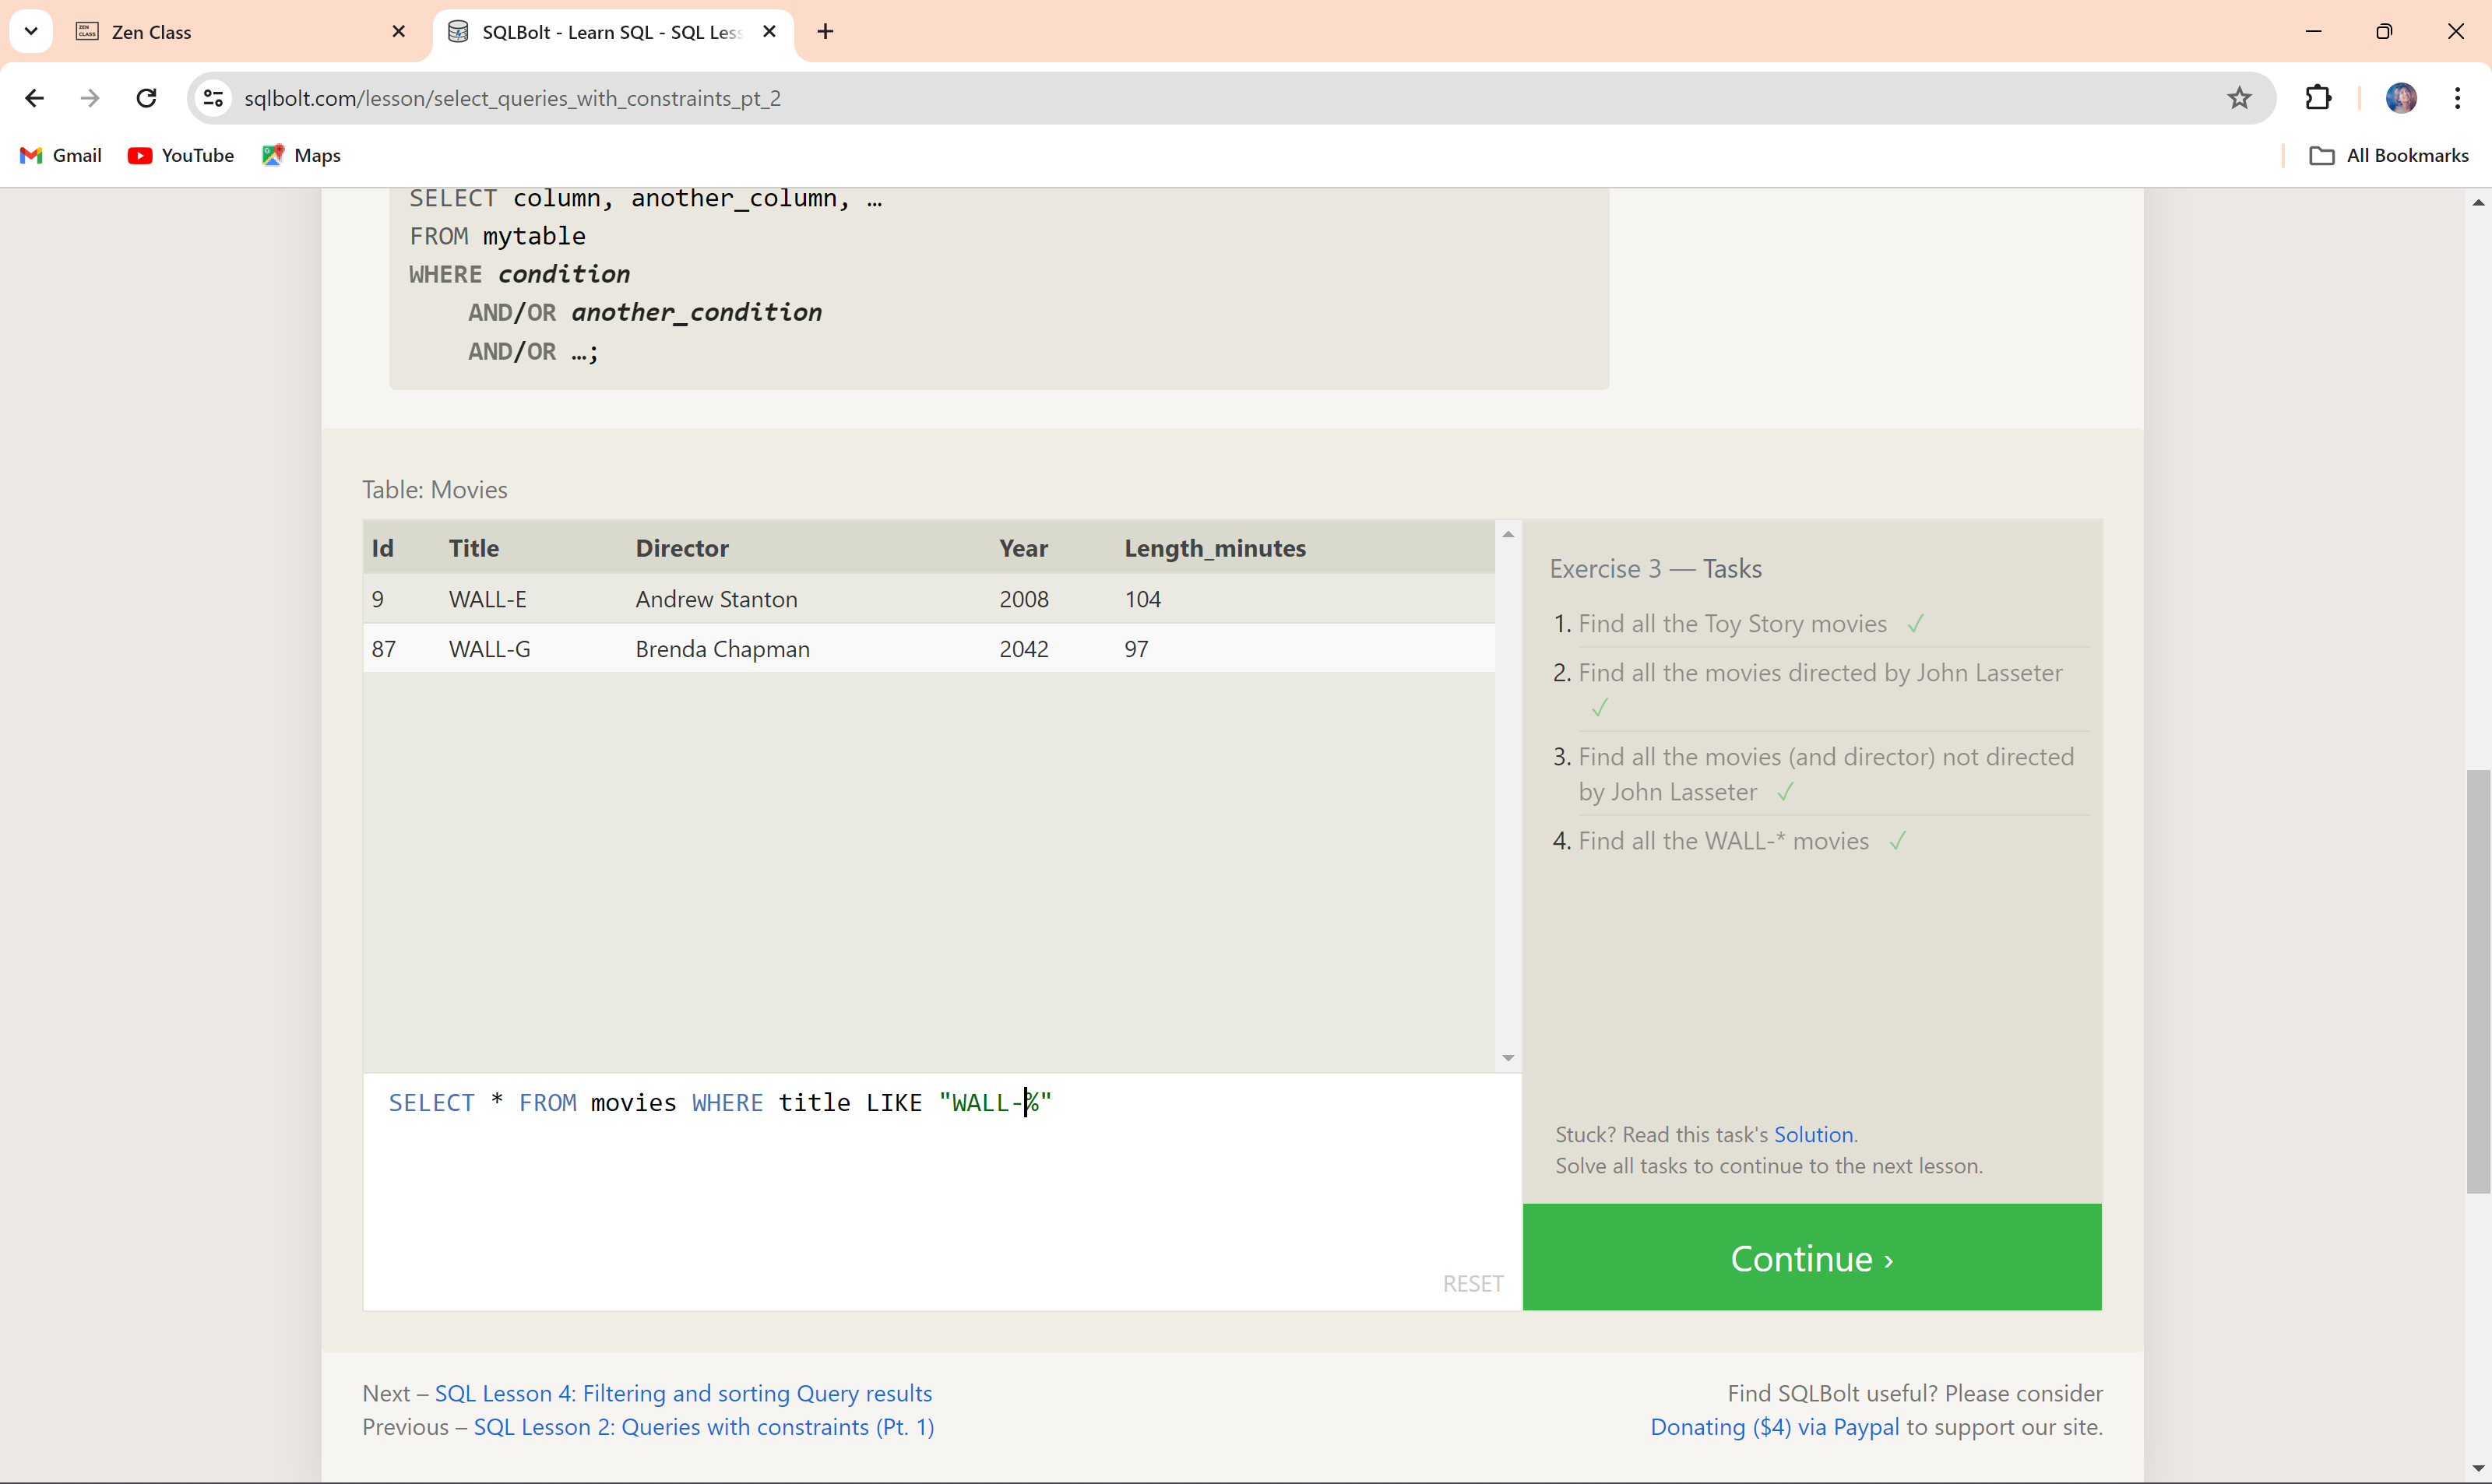 Zen Class
SQLBolt - Learn SQL - SQL Les
sqlbolt.com/lesson/select_queries_with_constraints_pt_2
Gmail
YouTube
Maps
All Bookmarks
SELECT column, another_column, …
FROM mytable
WHERE condition
AND/OR another_condition
AND/OR …;
Table: Movies
Id Title Director Year Length_minutes
9 WALL-E Andrew Stanton 2008 104
87 WALL-G Brenda Chapman 2042 97
Exercise 3 — Tasks
1. Find all the Toy Story movies ✓
2. Find all the movies directed by John Lasseter
✓
3. Find all the movies (and director) not directed
by John Lasseter ✓
4. Find all the WALL-* movies ✓
SELECT * FROM movies WHERE title LIKE "WALL-%"
RESET
Stuck? Read this task's Solution.
Solve all tasks to continue to the next lesson.
Continue ›
Next – SQL Lesson 4: Filtering and sorting Query results
Previous – SQL Lesson 2: Queries with constraints (Pt. 1)
Find SQLBolt useful? Please consider
Donating ($4) via Paypal to support our site.